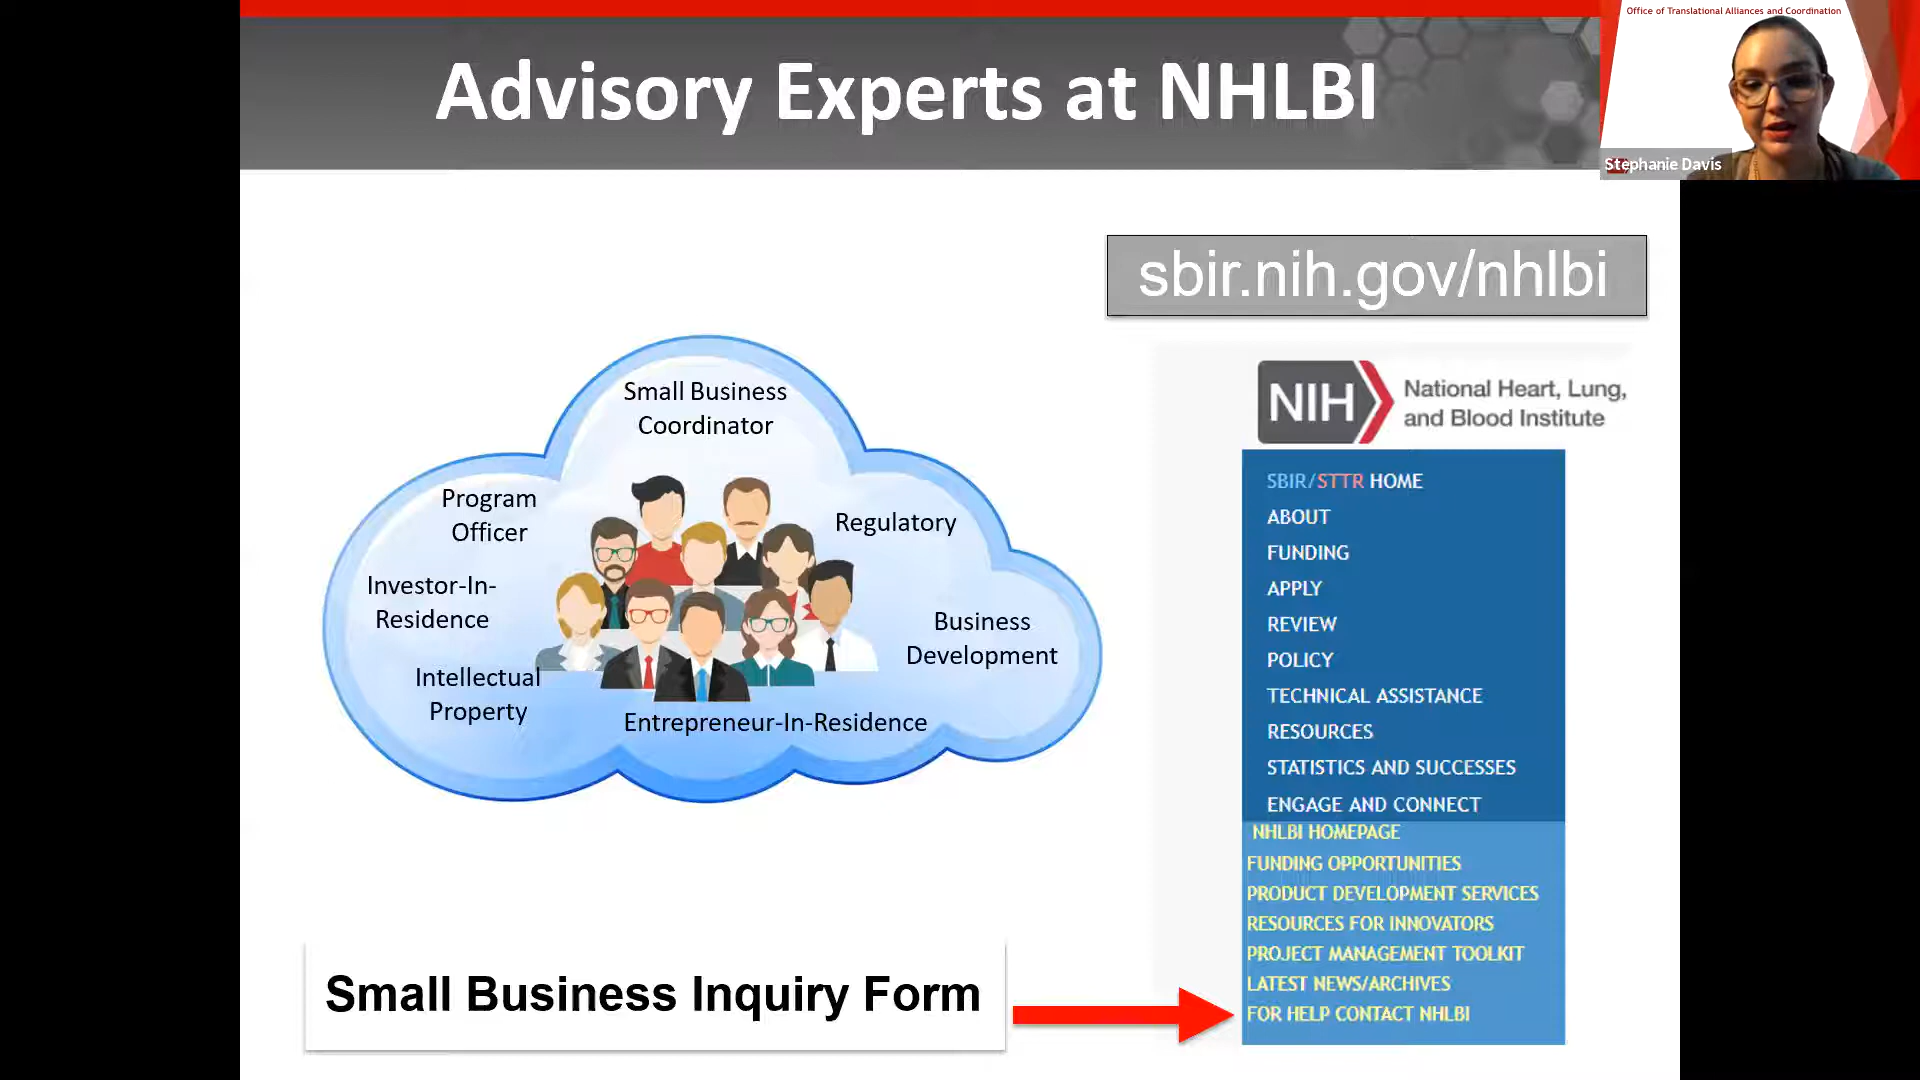 Advisory Experts at NHLBI
Office of Translational Alliances and Coordination
Stephanie Davis
sbir.nih.gov/nhlbi
Small Business
Coordinator
Program
Officer
Regulatory
Investor-In-
Residence
Business
Development
Intellectual
Property
Entrepreneur-In-Residence
NIH
National Heart, Lung,
and Blood Institute
SBIR/STTR HOME
ABOUT
FUNDING
APPLY
REVIEW
POLICY
TECHNICAL ASSISTANCE
RESOURCES
STATISTICS AND SUCCESSES
ENGAGE AND CONNECT
NHLBI HOMEPAGE
FUNDING OPPORTUNITIES
PRODUCT DEVELOPMENT SERVICES
RESOURCES FOR INNOVATORS
PROJECT MANAGEMENT TOOLKIT
LATEST NEWS/ARCHIVES
FOR HELP CONTACT NHLBI
Small Business Inquiry Form